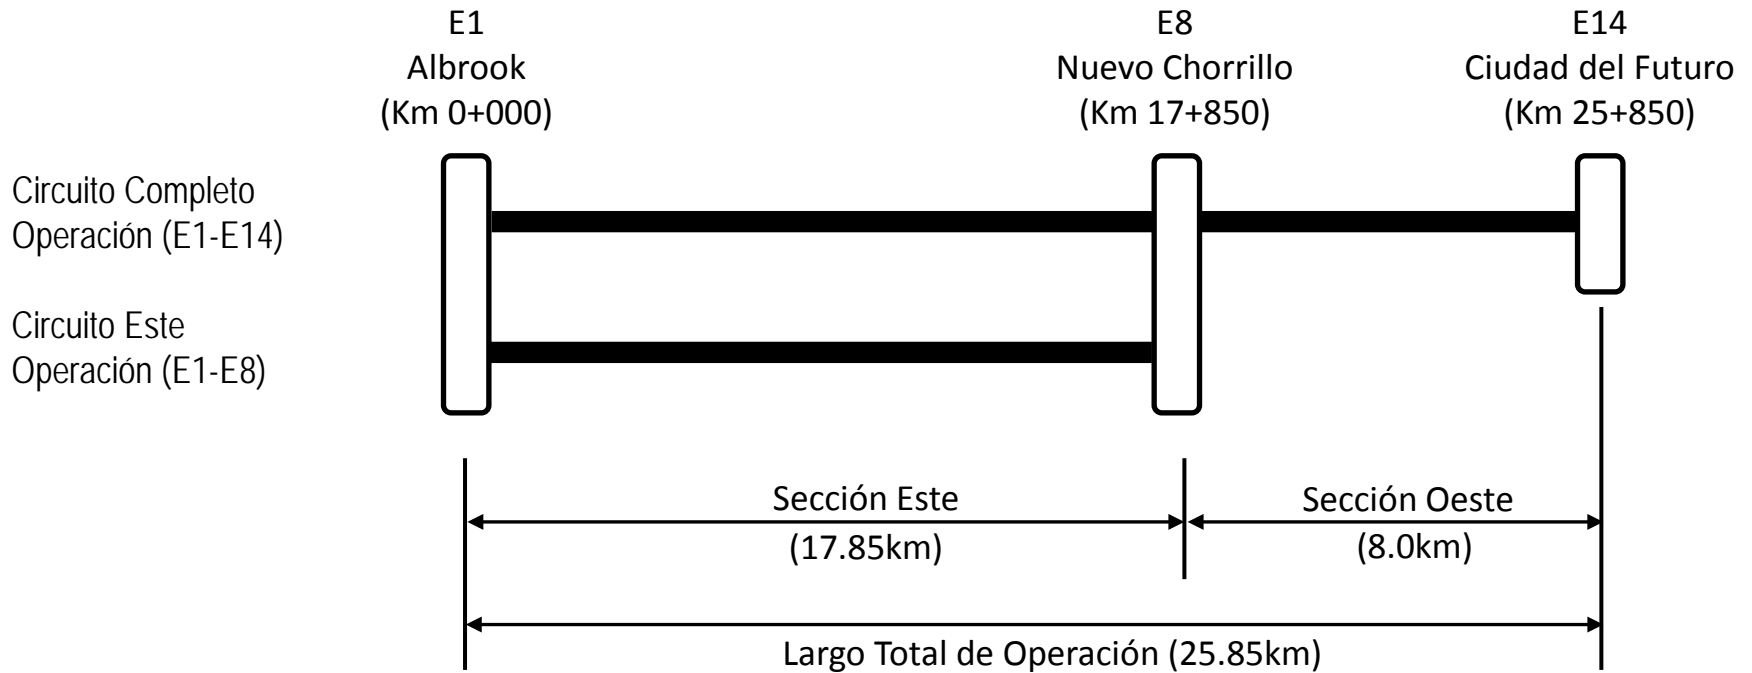 E1
Albrook
(Km 0+000)
E8
Nuevo Chorrillo
(Km 17+850)
E14
Ciudad del Futuro
(Km 25+850)
Circuito Completo
Operación (E1-E14)
Circuito Este
Operación (E1-E8)
Sección Este
(17.85km)
Sección Oeste
(8.0km)
Largo Total de Operación (25.85km)